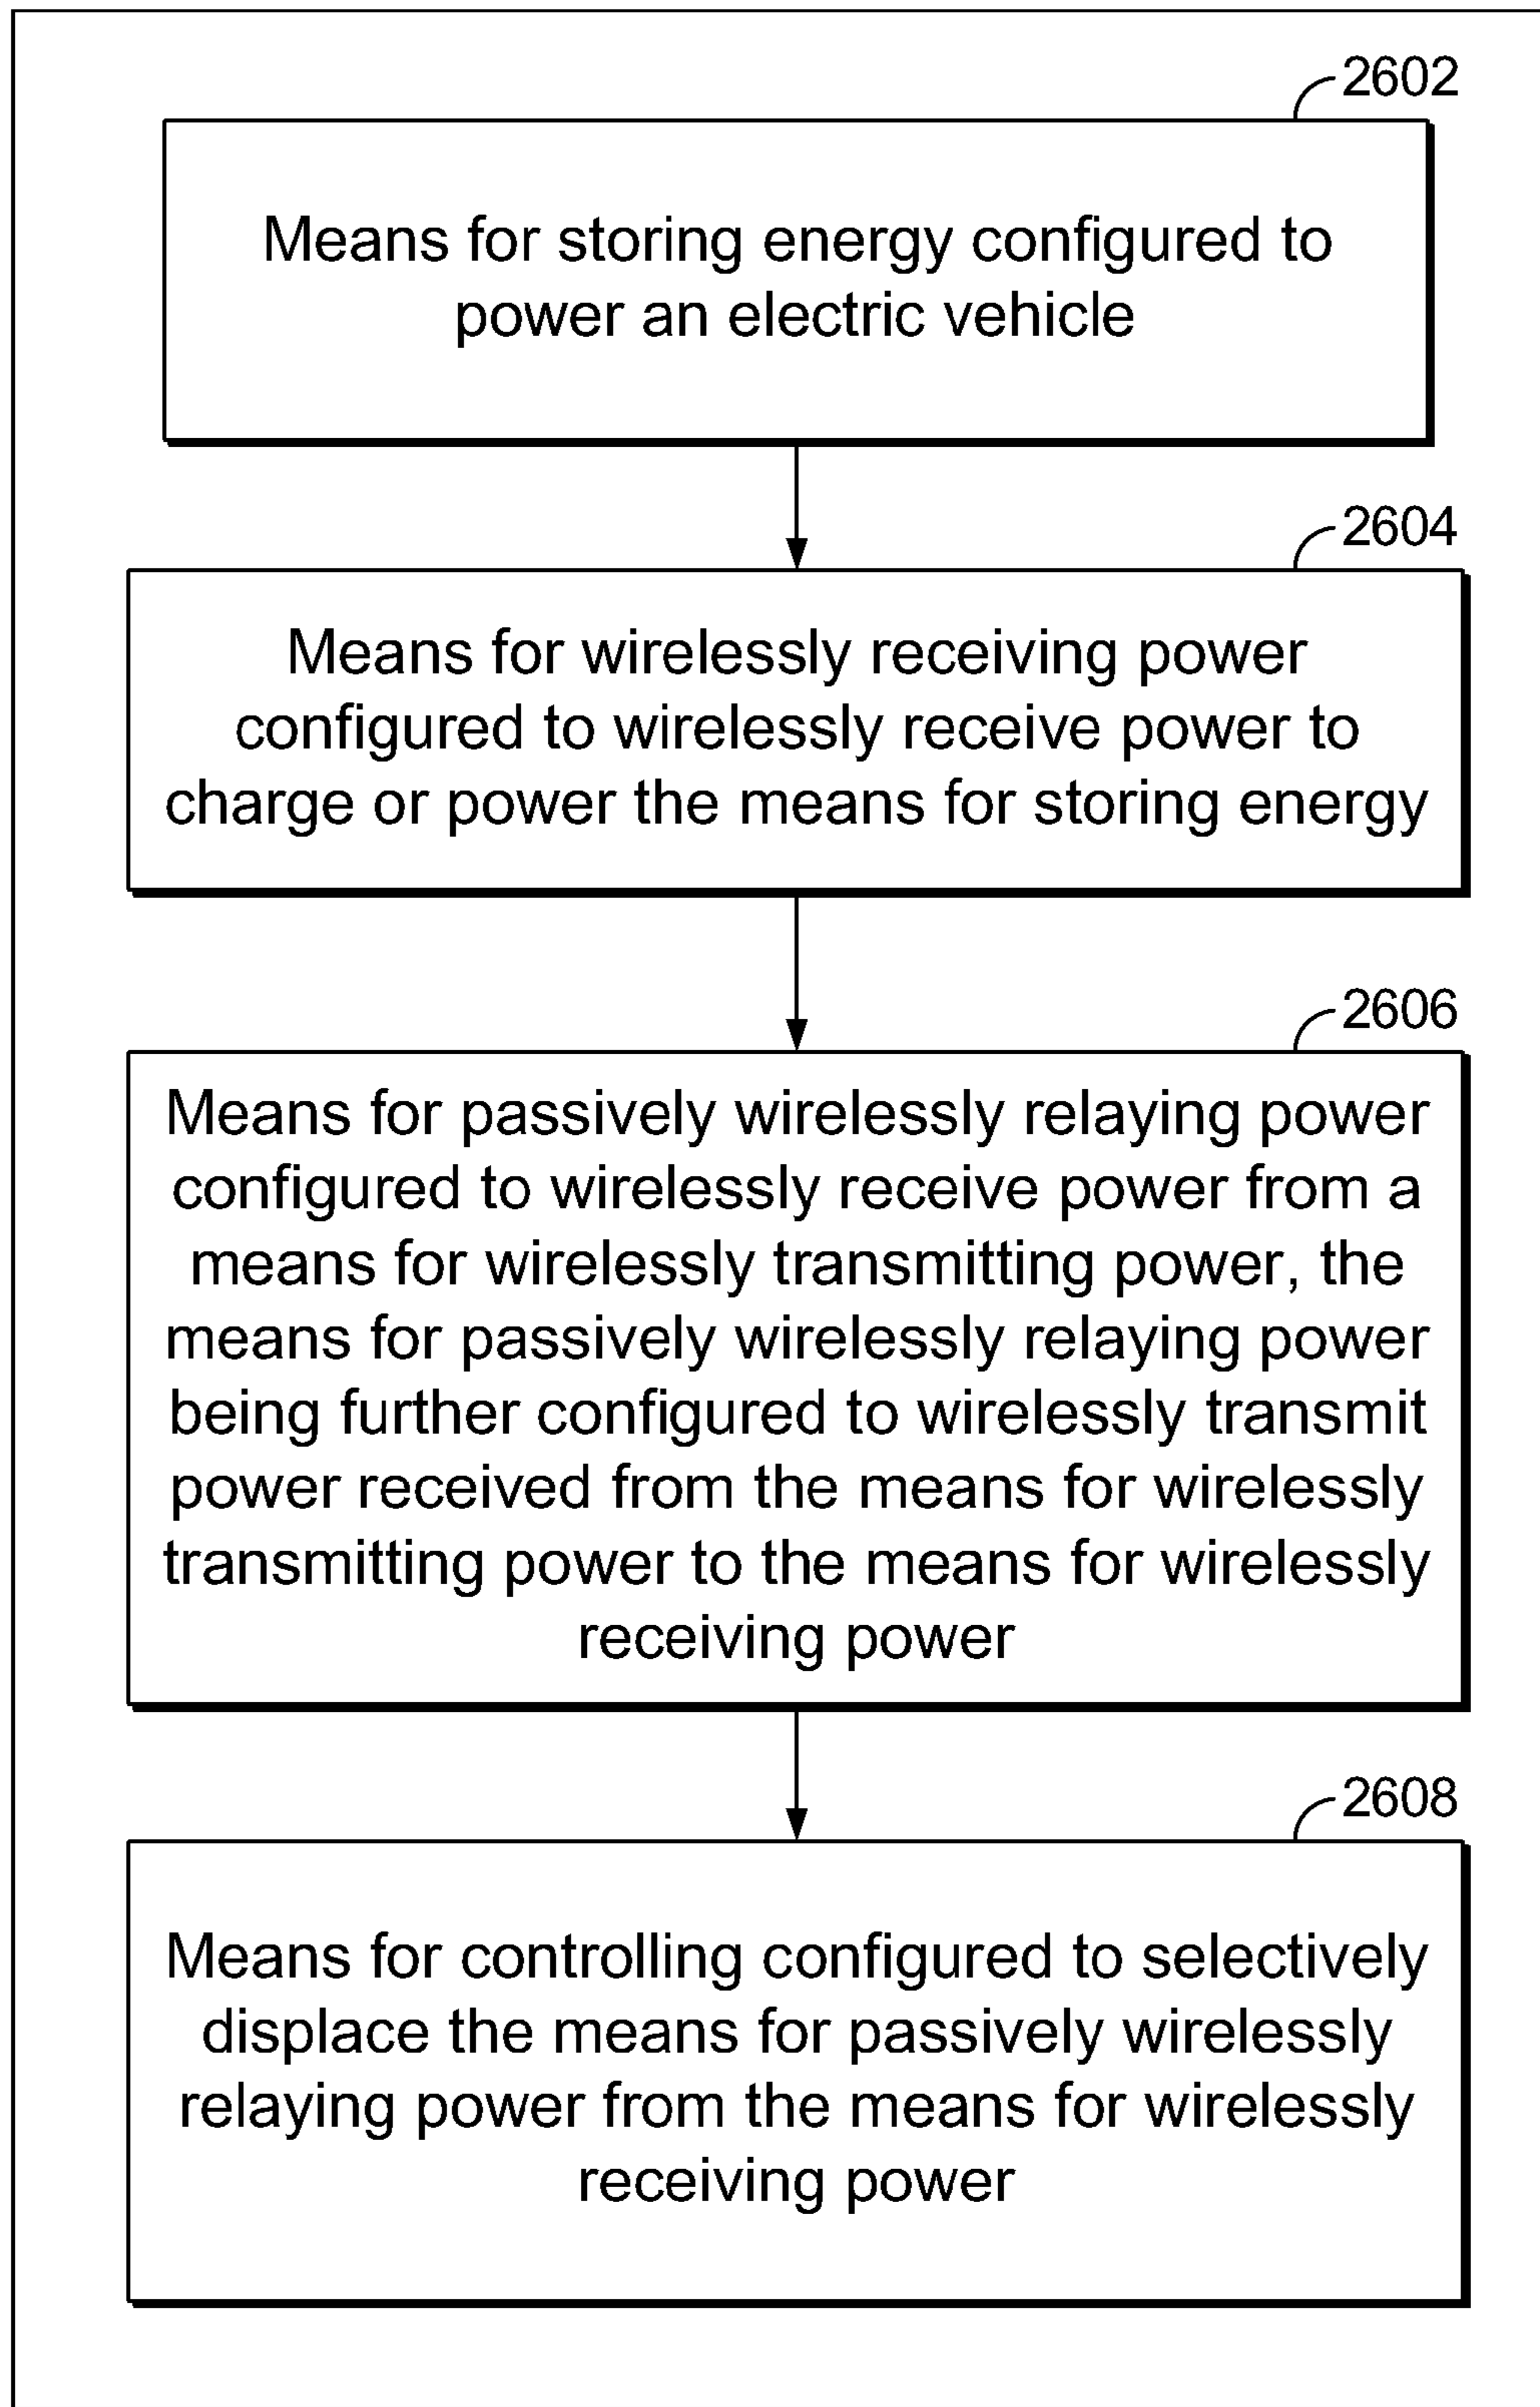 2602
Means for storing energy configured to
power an electric vehicle
2604
Means for wirelessly receiving power
configured to wirelessly receive power to
charge or power the means for storing energy
2606
Means for passively wirelessly relaying power
configured to wirelessly receive power from a
means for wirelessly transmitting power, the
means for passively wirelessly relaying power
being further configured to wirelessly transmit
power received from the means for wirelessly
transmitting power to the means for wirelessly
receiving power
2608
Means for controlling configured to selectively
displace the means for passively wirelessly
relaying power from the means for wirelessly
receiving power